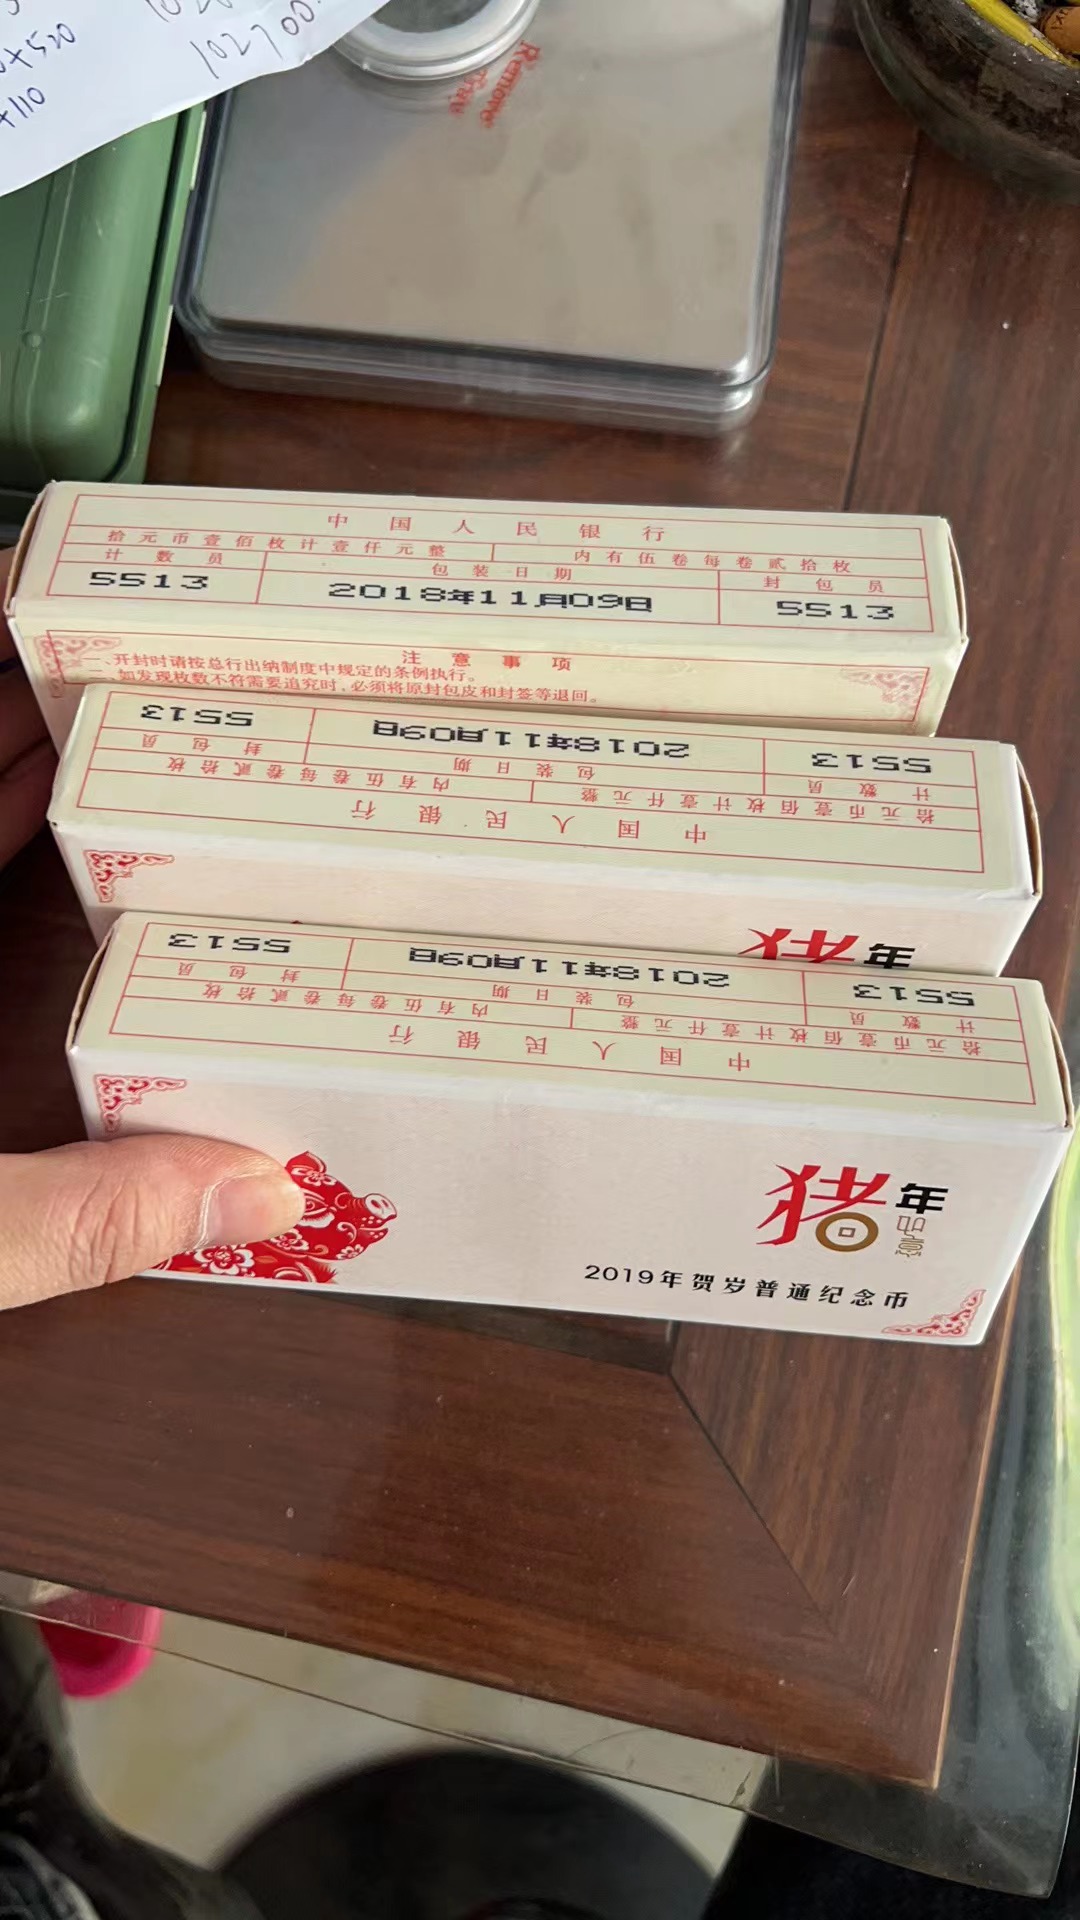 +520
+110
102700
Remove
中国人民银行
拾元币壹佰枚计壹仟元整 内有伍卷每卷贰拾枚
计数员 包装日期 封包员
5513 2018年11月09日 5513
注意事项
一、开封时请按总行出纳制度中规定的条例执行。
二、如发现枚数不符需要追究时,必须将原封包皮和封签等退回。
中国人民银行
拾元币壹佰枚计壹仟元整 内有伍卷每卷贰拾枚
计数员 包装日期 封包员
5513 2018年11月09日 5513
猪年
中国人民银行
拾元币壹佰枚计壹仟元整 内有伍卷每卷贰拾枚
计数员 包装日期 封包员
5513 2018年11月09日 5513
猪年
2019年贺岁普通纪念币